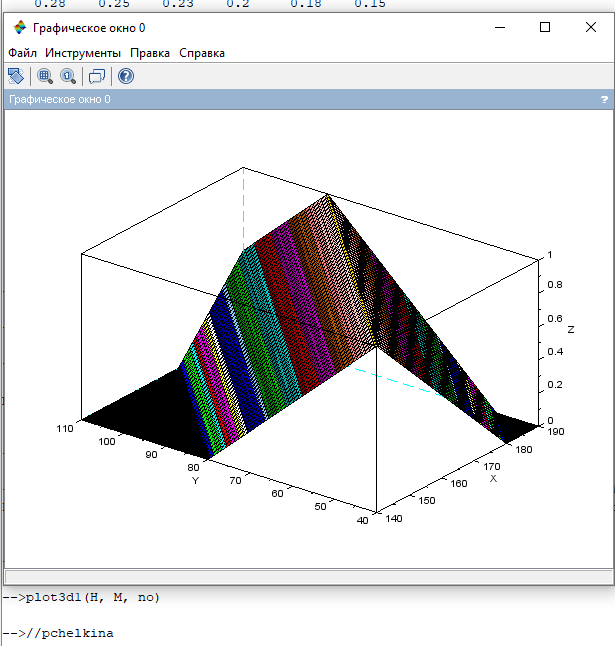 0.28 0.25 0.23 0.2 0.18 0.15
Графическое окно 0
Файл Инструменты Правка Справка
Графическое окно 0 ?
1
0.8
0.6
Z
0.4
0.2
0
190
180
170
X
160
150
140
110
100
90
80
Y
70
60
50
40
-->plot3d1(H, M, no)
-->//pchelkina